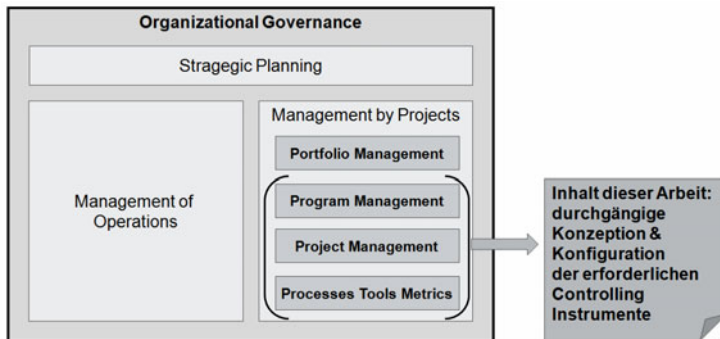 Organizational Governance
Stragegic Planning
Management of
Operations
Management by Projects
Portfolio Management
Program Management
Project Management
Processes Tools Metrics
Inhalt dieser Arbeit:
durchgängige
Konzeption &
Konfiguration
der erforderlichen
Controlling
Instrumente